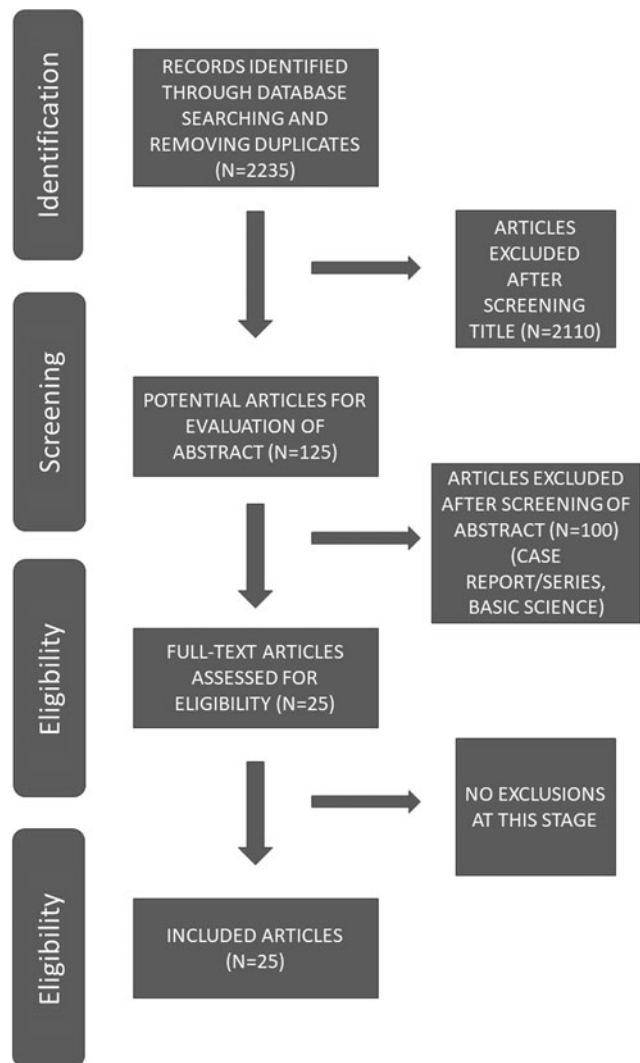 Identification
RECORDS IDENTIFIED
THROUGH DATABASE
SEARCHING AND
REMOVING DUPLICATES
(N=2235)
ARTICLES
EXCLUDED
AFTER
SCREENING
TITLE (N=2110)
Screening
POTENTIAL ARTICLES FOR
EVALUATION OF
ABSTRACT (N=125)
ARTICLES EXCLUDED
AFTER SCREENING OF
ABSTRACT (N=100)
(CASE
REPORT/SERIES,
BASIC SCIENCE)
Eligibility
FULL-TEXT ARTICLES
ASSESSED FOR
ELIGIBILITY (N=25)
NO EXCLUSIONS
AT THIS STAGE
Eligibility
INCLUDED ARTICLES
(N=25)